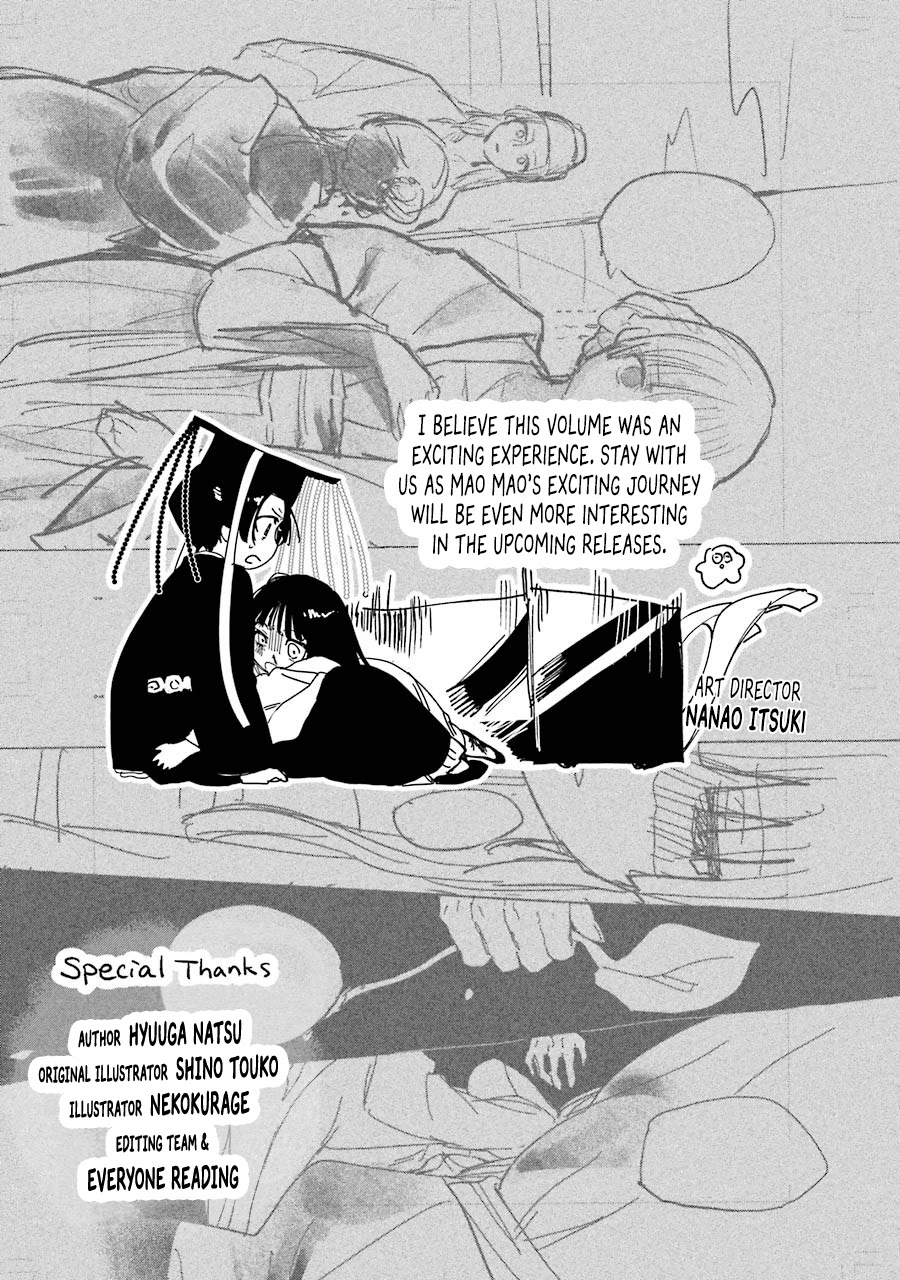 I BELIEVE THIS VOLUME WAS AN
EXCITING EXPERIENCE. STAY WITH
US AS MAO MAO'S EXCITING JOURNEY
WILL BE EVEN MORE INTERESTING
IN THE UPCOMING RELEASES.
ART DIRECTOR
NANAO ITSUKI
Special Thanks
AUTHOR HYUUGA NATSU
ORIGINAL ILLUSTRATOR SHINO TOUKO
ILLUSTRATOR NEKOKURAGE
EDITING TEAM &
EVERYONE READING